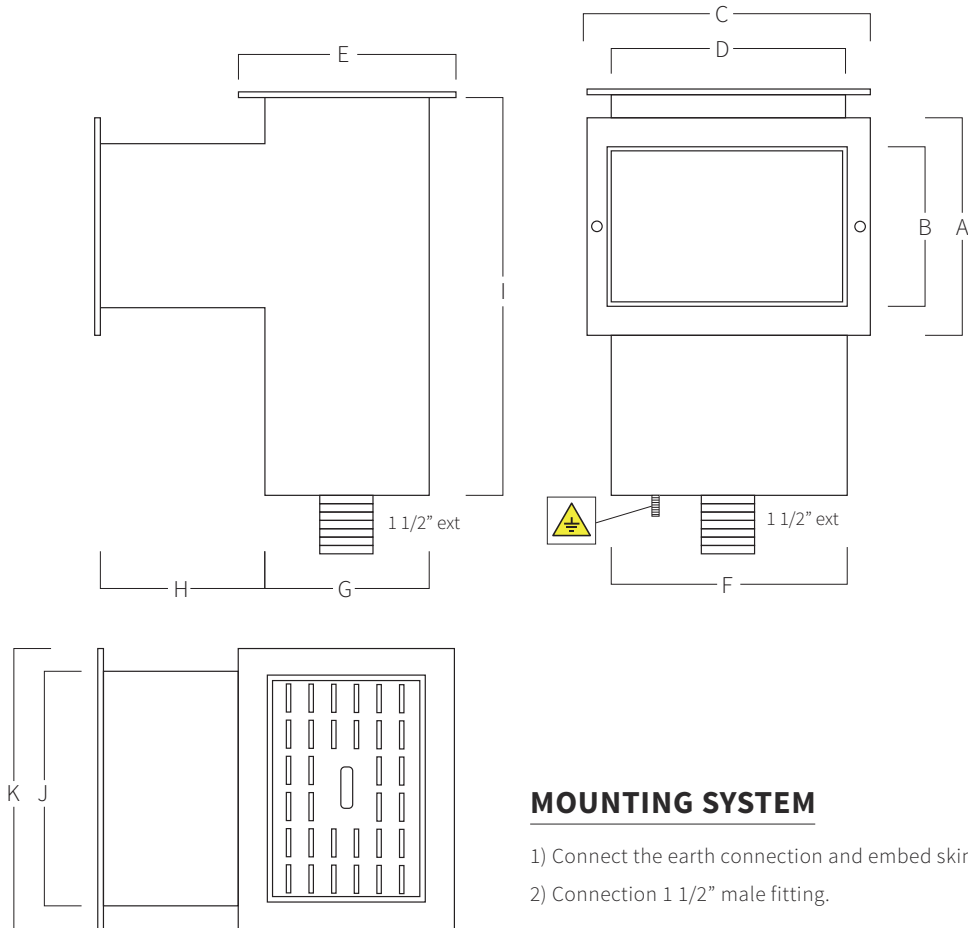 C
D
E
B
A
I
1 1/2” ext
1 1/2” ext
H
G
F
K
J
MOUNTING SYSTEM
1) Connect the earth connection and embed
2) Connection 1 1/2” male fitting.